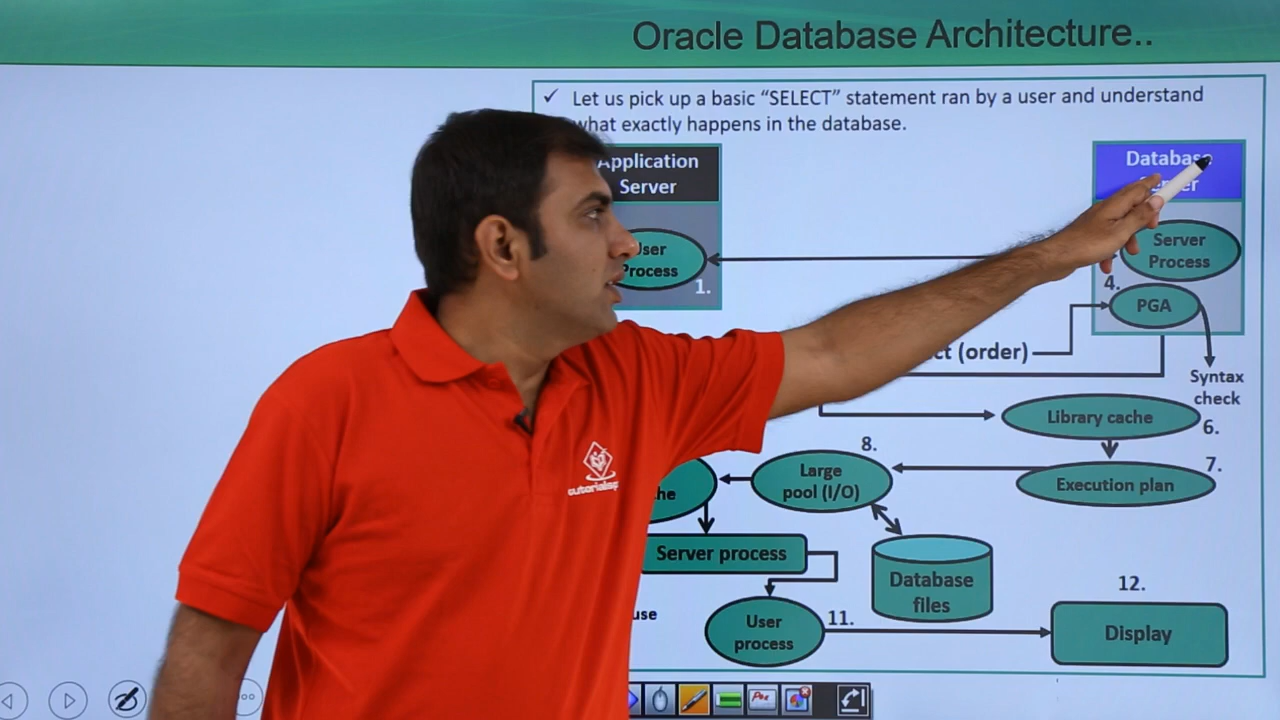 Oracle Database Architecture..
✓ Let us pick up a basic “SELECT” statement ran by a user and understand
what exactly happens in the database.
Application
Server
Database
User
Process
1.
Server
Process
4.
PGA
(order)
Syntax
check
Library cache
6.
8.
7.
Large
pool (I/O)
Execution plan
Server process
Database
files
12.
User
process
11.
Display